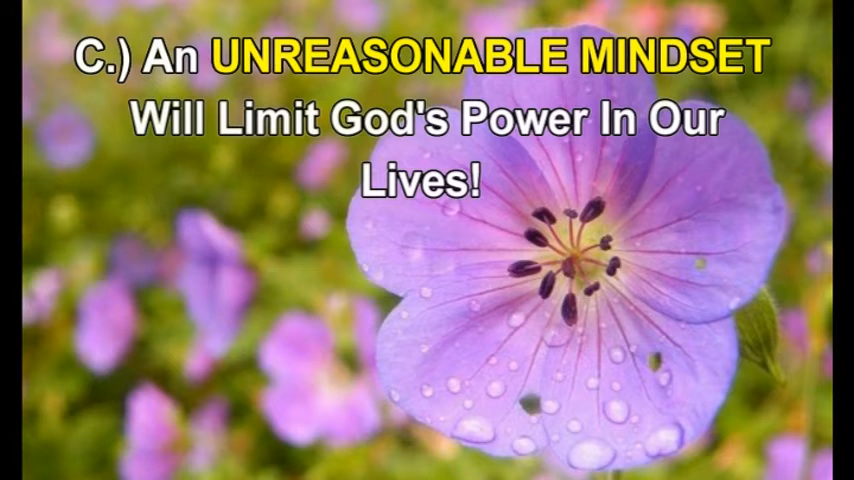 C.) An UNREASONABLE MINDSET
Will Limit God's Power In Our
Lives!